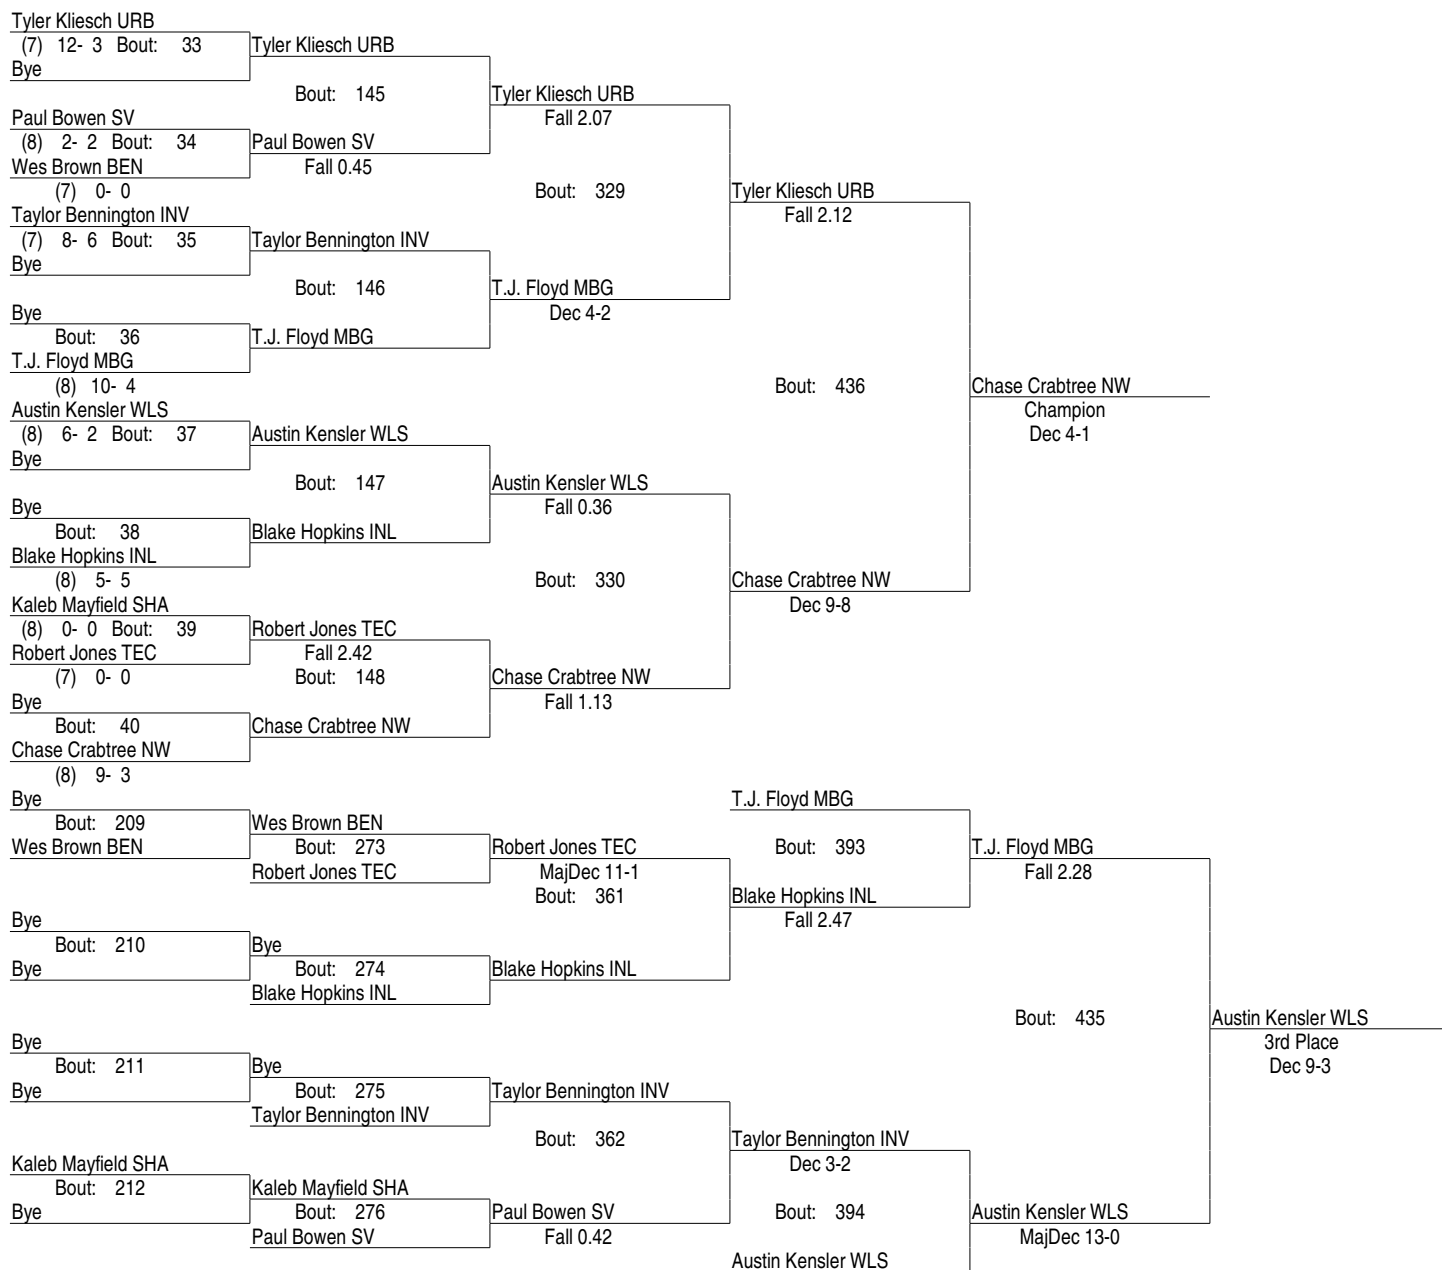 Tyler Kliesch URB
(7) 12- 3 Bout: 33 Tyler Kliesch URB
Bye
Bout: 145 Tyler Kliesch URB
Paul Bowen SV Fall 2.07
(8) 2- 2 Bout: 34 Paul Bowen SV
Wes Brown BEN Fall 0.45
(7) 0- 0 Bout: 329 Tyler Kliesch URB
Taylor Bennington INV Fall 2.12
(7) 8- 6 Bout: 35 Taylor Bennington INV
Bye
Bout: 146 T.J. Floyd MBG
Bye Dec 4-2
Bout: 36 T.J. Floyd MBG
T.J. Floyd MBG
(8) 10- 4 Bout: 436 Chase Crabtree NW
Austin Kensler WLS Champion
(8) 6- 2 Bout: 37 Austin Kensler WLS Dec 4-1
Bye
Bout: 147 Austin Kensler WLS
Bye Fall 0.36
Bout: 38 Blake Hopkins INL
Blake Hopkins INL
(8) 5- 5 Bout: 330 Chase Crabtree NW
Kaleb Mayfield SHA Dec 9-8
(8) 0- 0 Bout: 39 Robert Jones TEC
Robert Jones TEC Fall 2.42
(7) 0- 0 Bout: 148 Chase Crabtree NW
Bye Fall 1.13
Bout: 40 Chase Crabtree NW
Chase Crabtree NW
(8) 9- 3
Bye T.J. Floyd MBG
Bout: 209 Wes Brown BEN
Wes Brown BEN Bout: 273 Robert Jones TEC Bout: 393 T.J. Floyd MBG
Robert Jones TEC MajDec 11-1 Fall 2.28
Bout: 361 Blake Hopkins INL
Bye Fall 2.47
Bout: 210 Bye
Bye Bout: 274 Blake Hopkins INL
Blake Hopkins INL
Bout: 435 Austin Kensler WLS
Bye 3rd Place
Bout: 211 Bye Dec 9-3
Bye Bout: 275 Taylor Bennington INV
Taylor Bennington INV
Bout: 362 Taylor Bennington INV
Kaleb Mayfield SHA Dec 3-2
Bout: 212 Kaleb Mayfield SHA
Bye Bout: 276 Paul Bowen SV Bout: 394 Austin Kensler WLS
Paul Bowen SV Fall 0.42 MajDec 13-0
Austin Kensler WLS